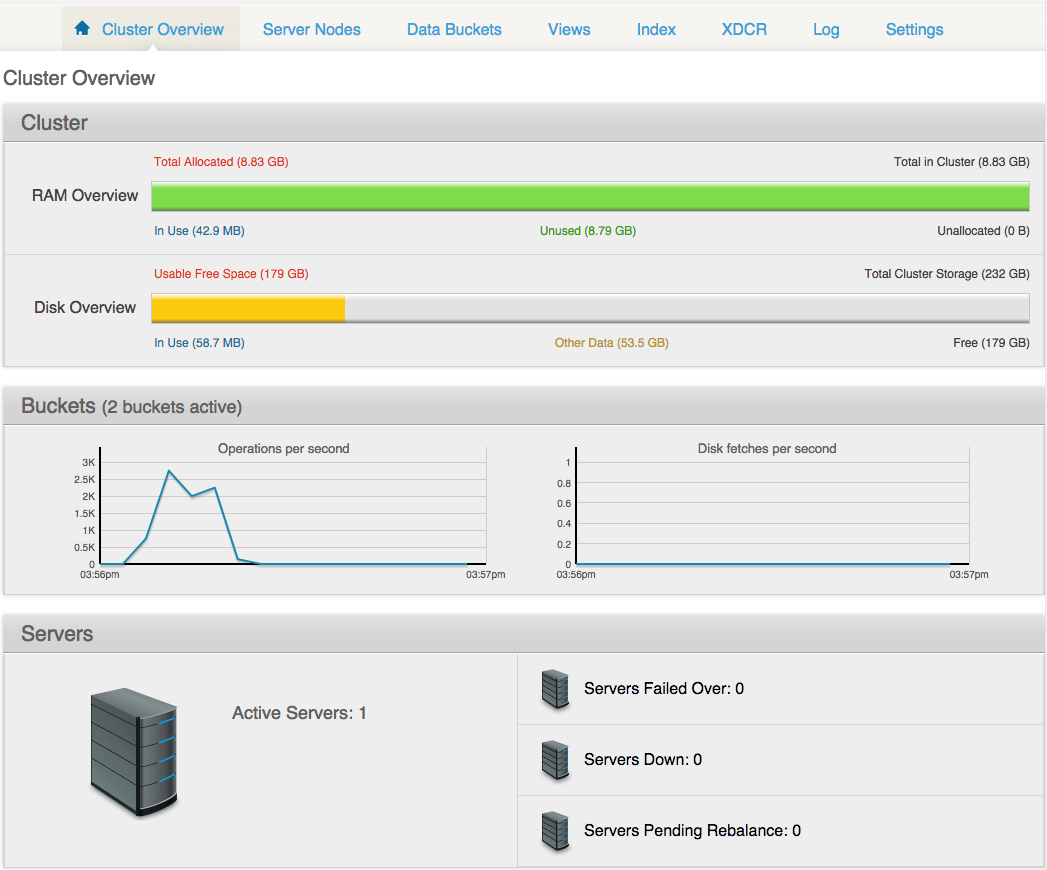 Cluster Overview Server Nodes Data Buckets Views Index XDCR Log Settings
Cluster Overview
Cluster
Total Allocated (8.83 GB) Total in Cluster (8.83 GB)
RAM Overview
In Use (42.9 MB) Unused (8.79 GB) Unallocated (0 B)
Usable Free Space (179 GB) Total Cluster Storage (232 GB)
Disk Overview
In Use (58.7 MB) Other Data (53.5 GB) Free (179 GB)
Buckets (2 buckets active)
Operations per second
3K
2.5K
2K
1.5K
1K
0.5K
0
03:56pm 03:57pm
Disk fetches per second
1
0.8
0.6
0.4
0.2
0
03:56pm 03:57pm
Servers
Active Servers: 1
Servers Failed Over: 0
Servers Down: 0
Servers Pending Rebalance: 0